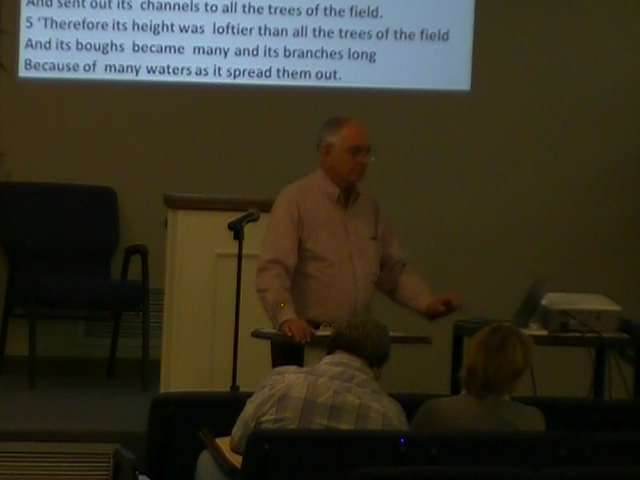 And sent out its channels to all the trees of the field.
5 'Therefore its height was loftier than all the trees of the field
And its boughs became many and its branches long
Because of many waters as it spread them out.